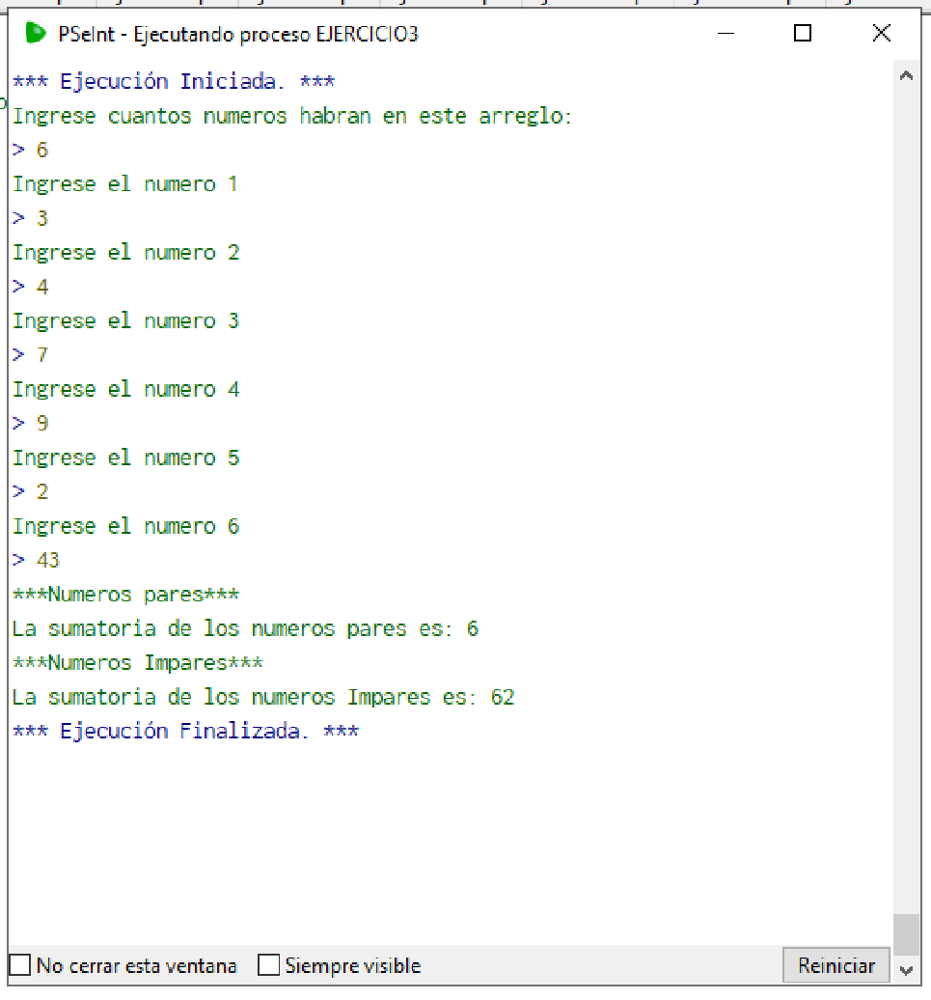 PSeInt - Ejecutando proceso EJERCICIO3
*** Ejecución Iniciada. ***
Ingrese cuantos numeros habran en este arreglo:
> 6
Ingrese el numero 1
> 3
Ingrese el numero 2
> 4
Ingrese el numero 3
> 7
Ingrese el numero 4
> 9
Ingrese el numero 5
> 2
Ingrese el numero 6
> 43
***Numeros pares***
La sumatoria de los numeros pares es: 6
***Numeros Impares***
La sumatoria de los numeros Impares es: 62
*** Ejecución Finalizada. ***
No cerrar esta ventana Siempre visible Reiniciar